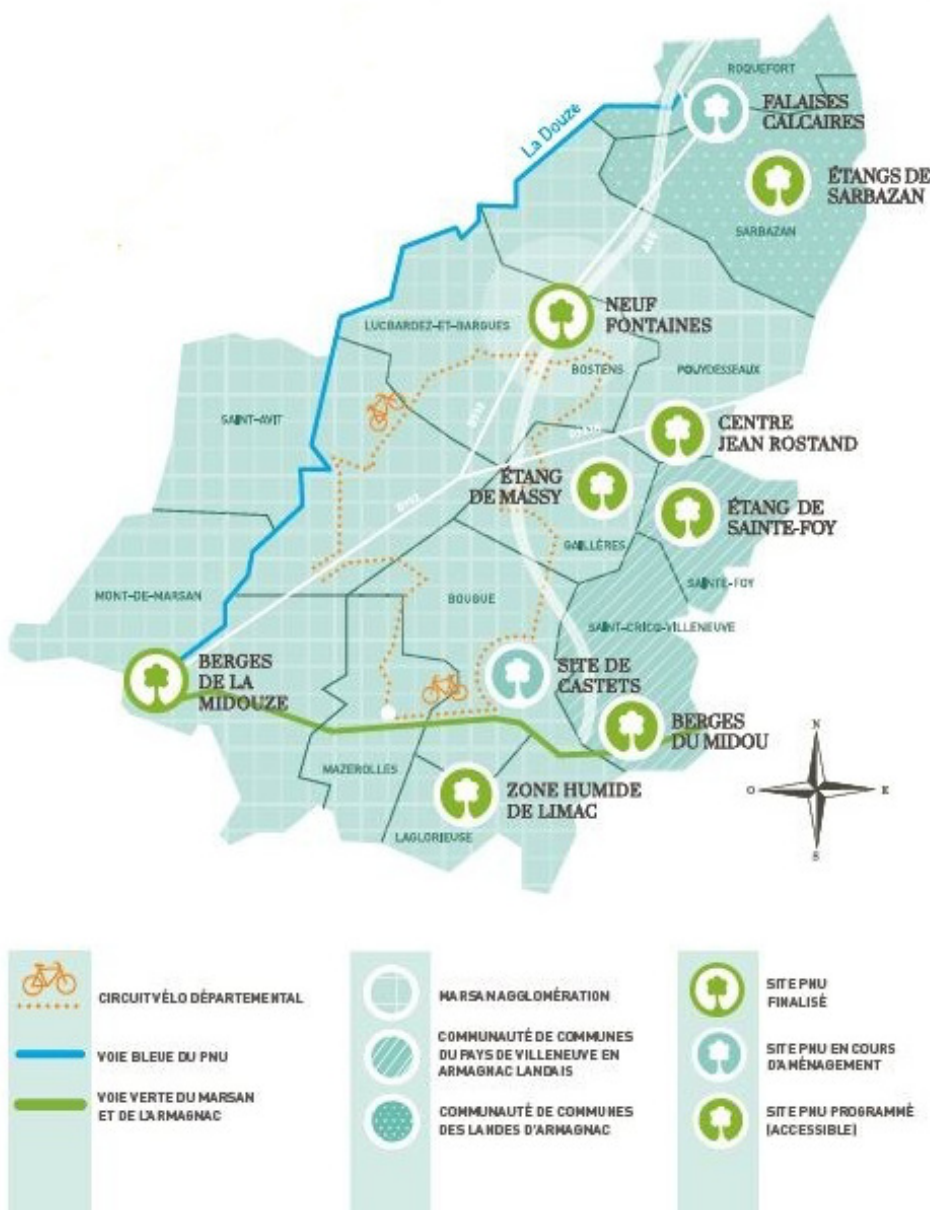 ROQUEFORT
FALAISES
CALCAIRES
La Douze
ÉTANGS DE
SARBAZAN
SARBAZAN
A65
NEUF
FONTAINES
LUCBARDEZ-ET-BARGUES
BOSTENS
POUYDESSEAUX
SAINT-AVIT
CENTRE
JEAN ROSTAND
D932
ÉTANG
DE MASSY
ÉTANG DE
SAINTE-FOY
GAILLÈRES
SAINTE-FOY
MONT-DE-MARSAN
BOUGUE
SAINT-CRICQ-VILLENEUVE
BERGES
DE LA
MIDOUZE
SITE DE
CASTETS
BERGES
DU MIDOU
MAZEROLLES
ZONE HUMIDE
DE LIMAC
LAGLORIEUSE
N
O
E
S
CIRCUIT VÉLO DÉPARTEMENTAL
VOIE BLEUE DU PNU
VOIE VERTE DU MARSAN
ET DE L'ARMAGNAC
MARSAN AGGLOMÉRATION
COMMUNAUTÉ DE COMMUNES
DU PAYS DE VILLENEUVE EN
ARMAGNAC LANDAIS
COMMUNAUTÉ DE COMMUNES
DES LANDES D'ARMAGNAC
SITE PNU
FINALISÉ
SITE PNU EN COURS
D'AMÉNAGEMENT
SITE PNU PROGRAMMÉ
(ACCESSIBLE)